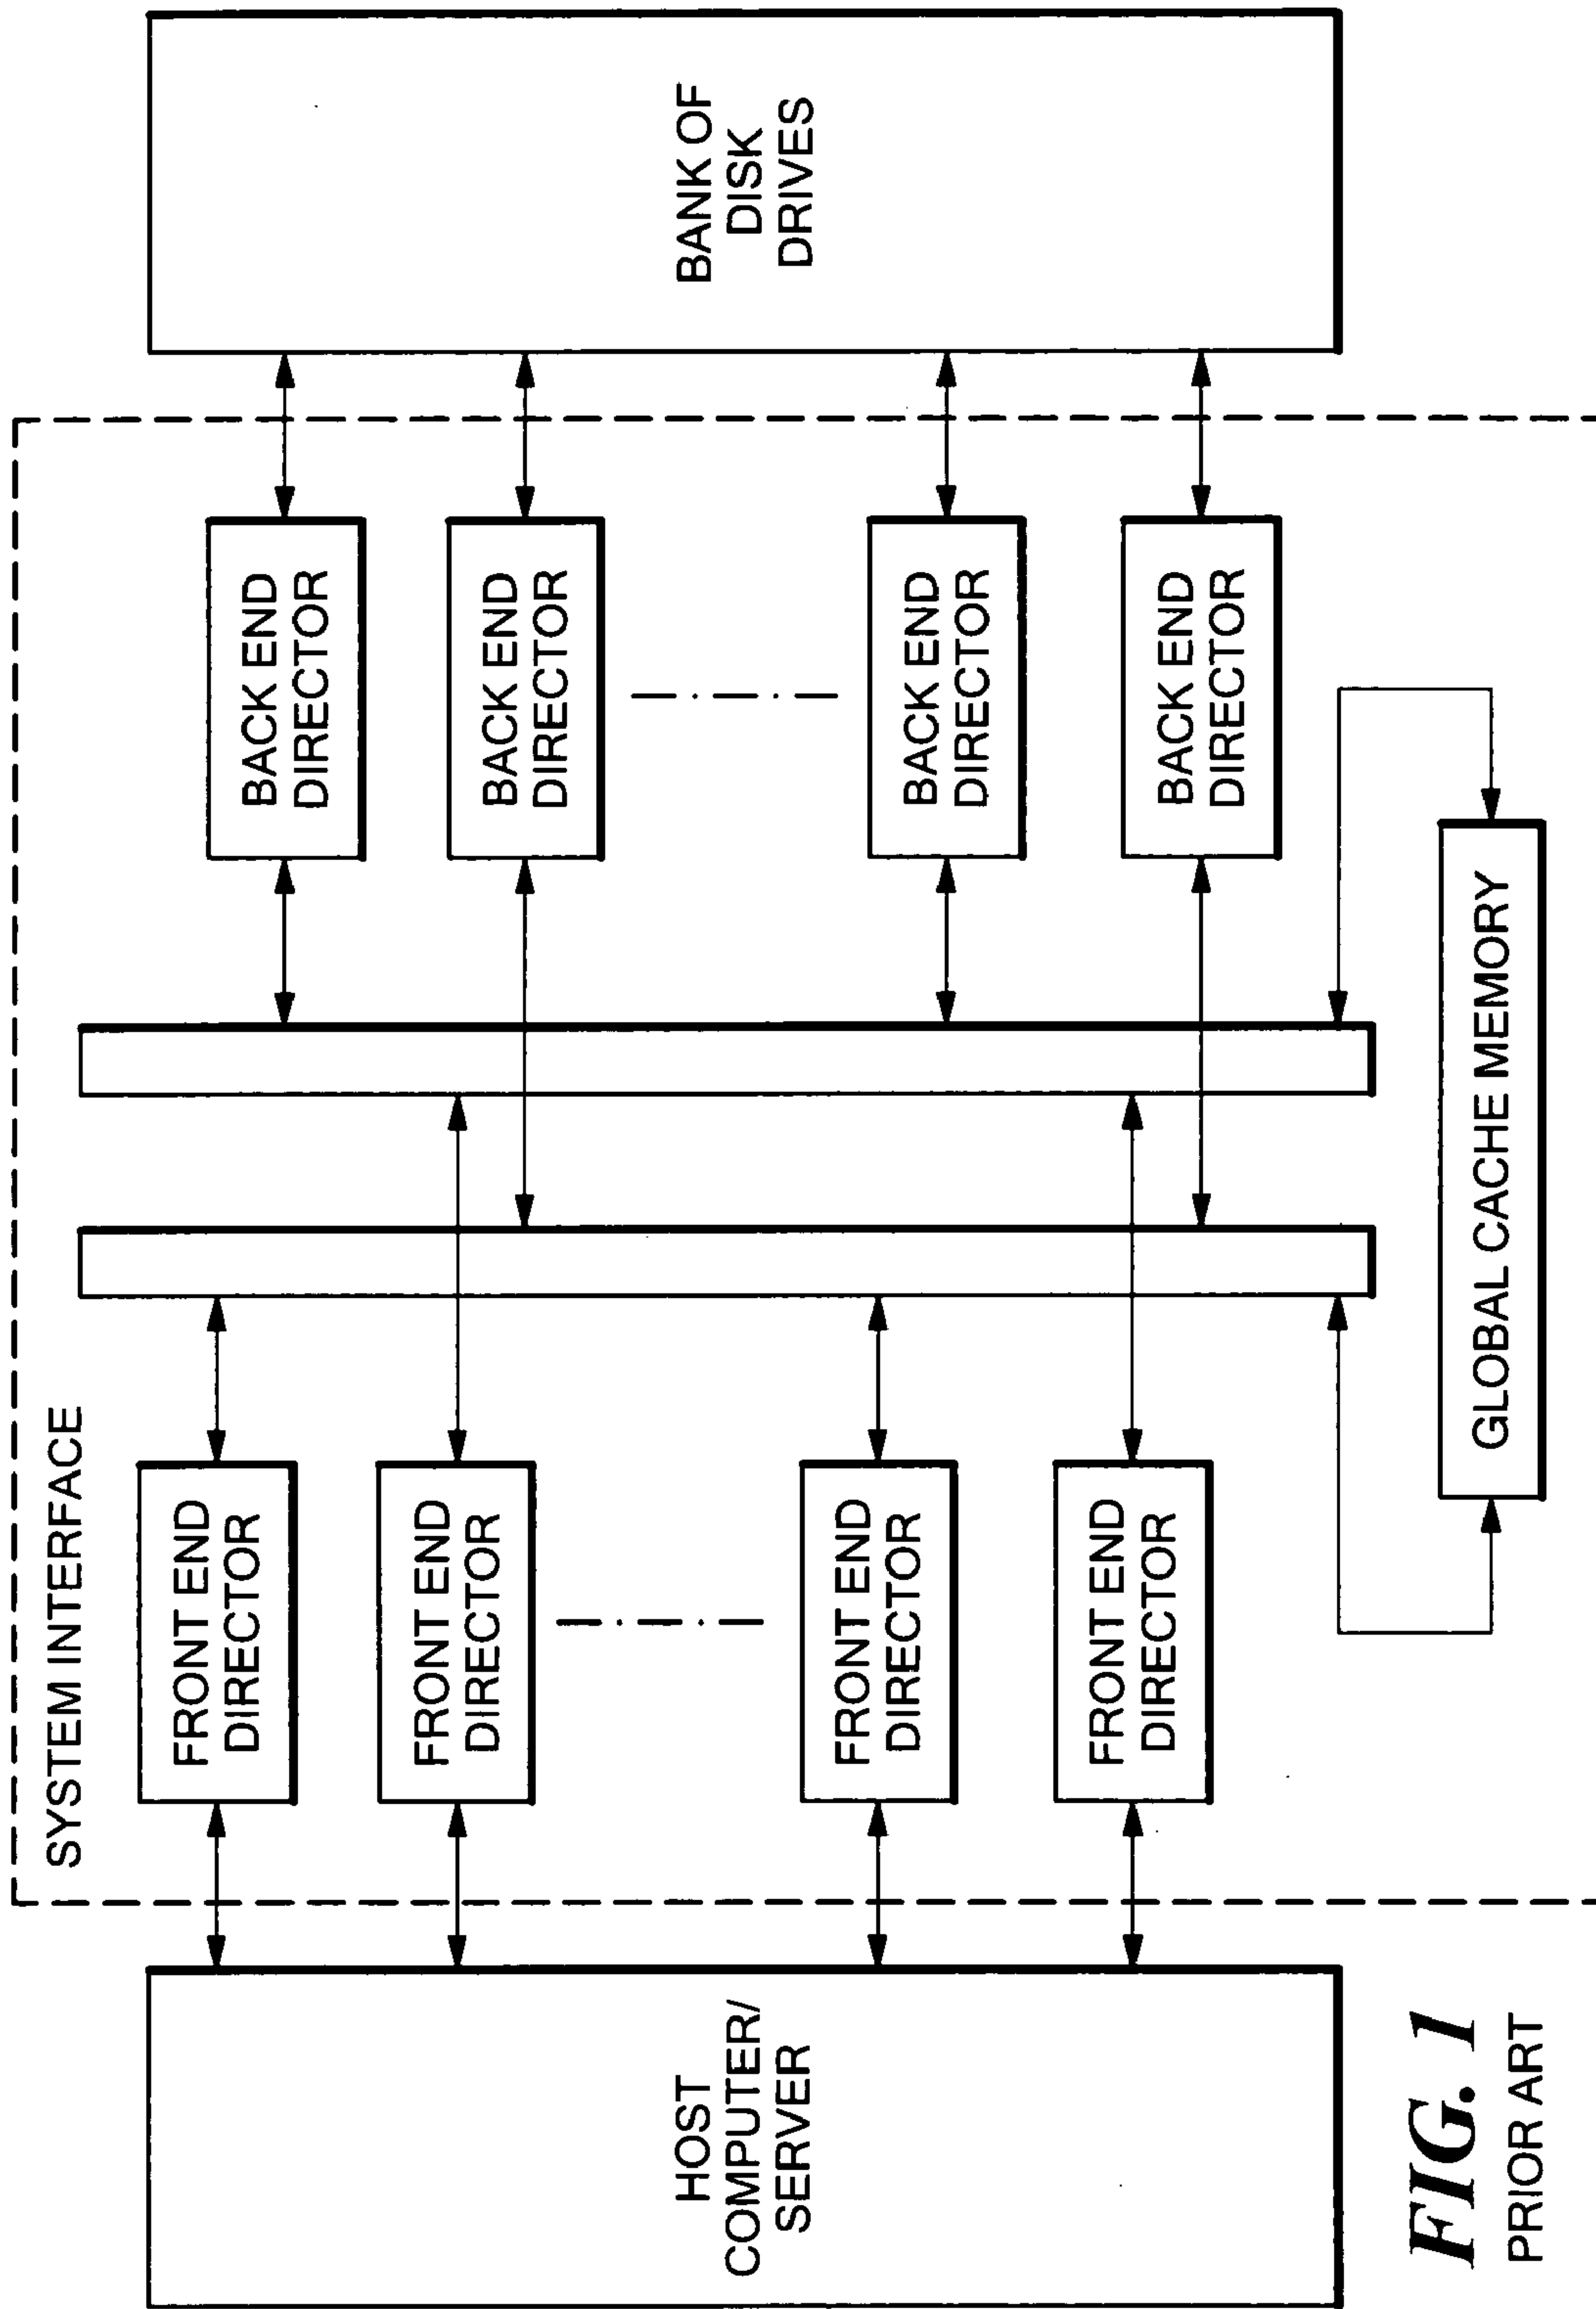 SYSTEM INTERFACE
HOST
COMPUTER/
SERVER
FRONT END
DIRECTOR
FRONT END
DIRECTOR
FRONT END
DIRECTOR
FRONT END
DIRECTOR
BACK END
DIRECTOR
BACK END
DIRECTOR
BACK END
DIRECTOR
BACK END
DIRECTOR
BANK OF
DISK
DRIVES
GLOBAL CACHE MEMORY
FIG. 1
PRIOR ART